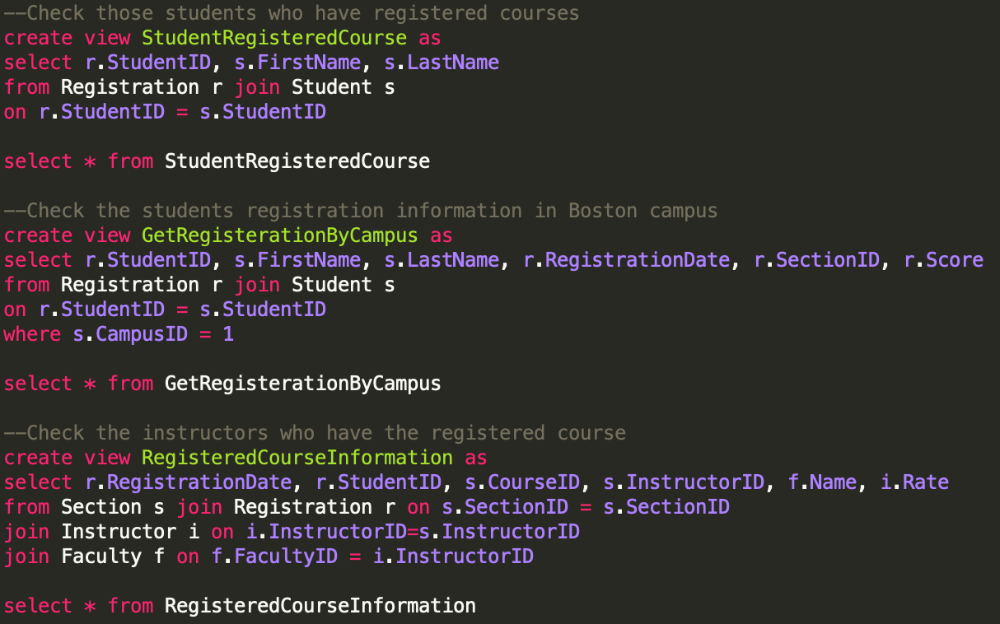 --Check those students who have registered courses
create view StudentRegisteredCourse as
select r.StudentID, s.FirstName, s.LastName
from Registration r join Student s
on r.StudentID = s.StudentID
select * from StudentRegisteredCourse
--Check the students registration information in Boston campus
create view GetRegisterationByCampus as
select r.StudentID, s.FirstName, s.LastName, r.RegistrationDate, r.SectionID, r.Score
from Registration r join Student s
on r.StudentID = s.StudentID
where s.CampusID = 1
select * from GetRegisterationByCampus
--Check the instructors who have the registered course
create view RegisteredCourseInformation as
select r.RegistrationDate, r.StudentID, s.CourseID, s.InstructorID, f.Name, i.Rate
from Section s join Registration r on s.SectionID = s.SectionID
join Instructor i on i.InstructorID=s.InstructorID
join Faculty f on f.FacultyID = i.InstructorID
select * from RegisteredCourseInformation